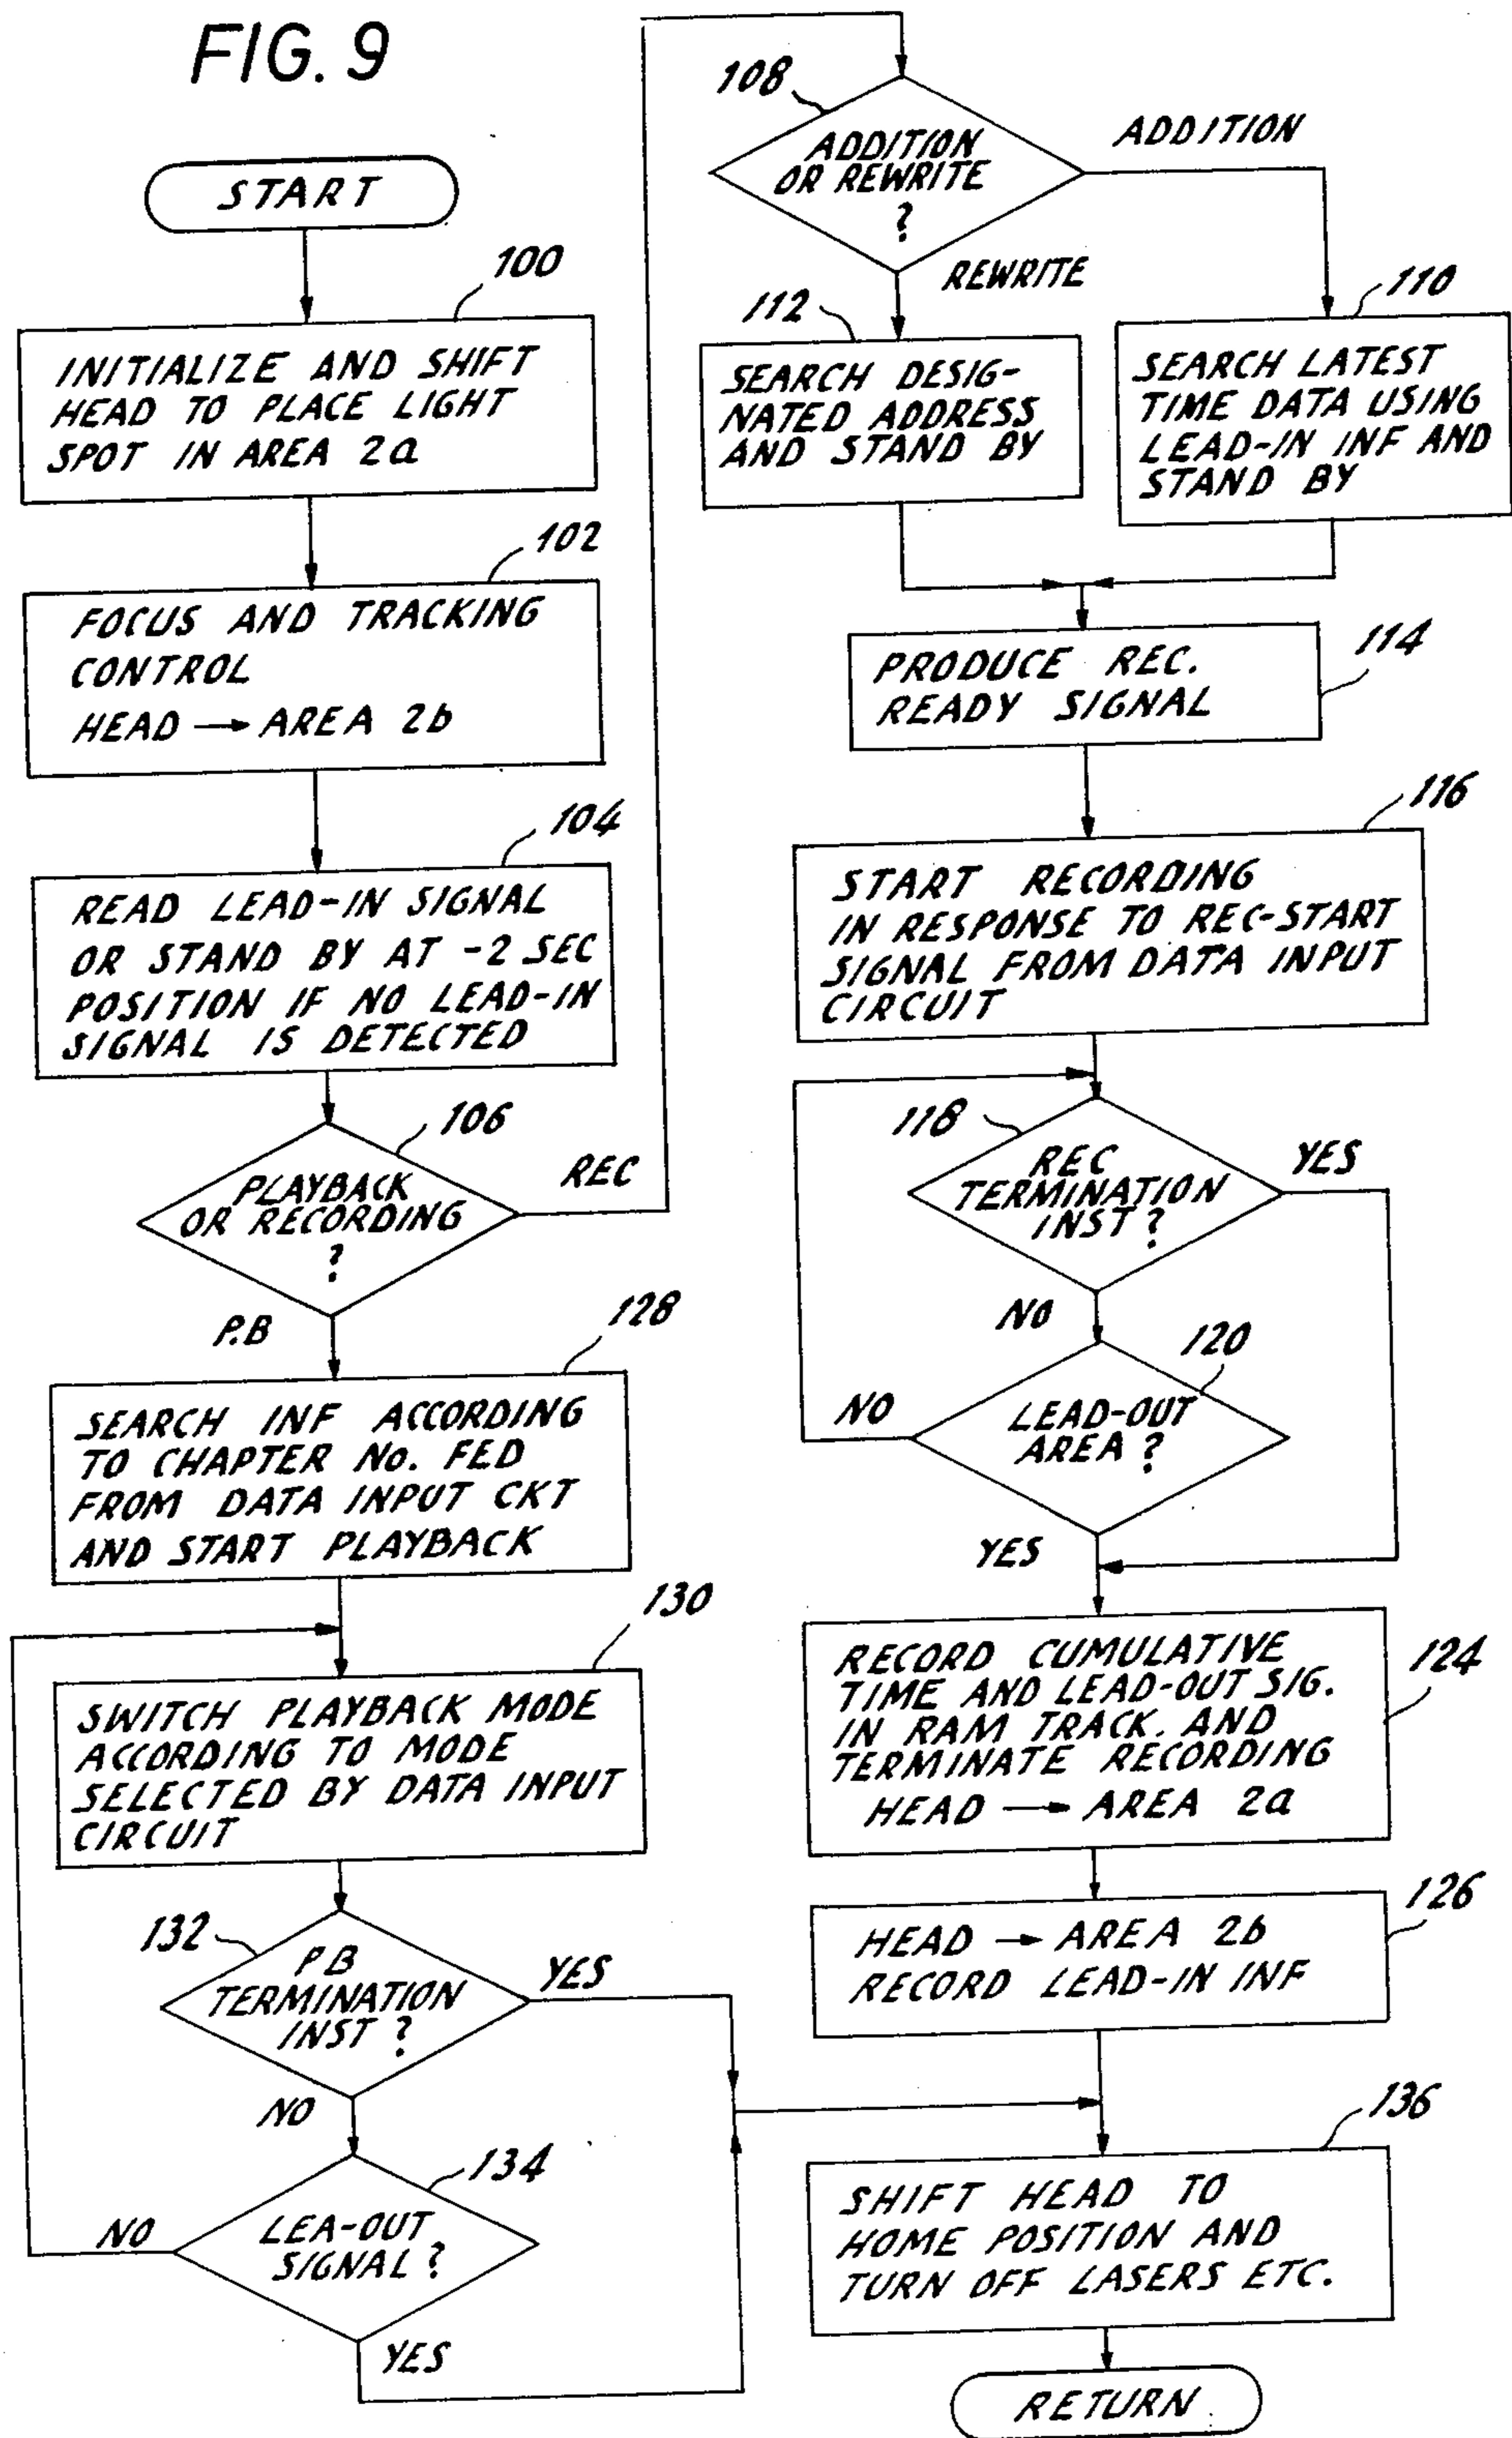 FIG. 9
START
100
INITIALIZE AND SHIFT
HEAD TO PLACE LIGHT
SPOT IN AREA 2a
102
FOCUS AND TRACKING
CONTROL
HEAD → AREA 2b
104
READ LEAD-IN SIGNAL
OR STAND BY AT -2 SEC
POSITION IF NO LEAD-IN
SIGNAL IS DETECTED
106
PLAYBACK
OR RECORDING
?
REC
P.B
128
SEARCH INF ACCORDING
TO CHAPTER No. FED
FROM DATA INPUT CKT
AND START PLAYBACK
130
SWITCH PLAYBACK MODE
ACCORDING TO MODE
SELECTED BY DATA INPUT
CIRCUIT
132
PB
TERMINATION
INST ?
YES
NO
134
LEA-OUT
SIGNAL ?
NO
YES
108
ADDITION
OR REWRITE
?
ADDITION
REWRITE
112
SEARCH DESIG-
NATED ADDRESS
AND STAND BY
110
SEARCH LATEST
TIME DATA USING
LEAD-IN INF AND
STAND BY
114
PRODUCE REC.
READY SIGNAL
116
START RECORDING
IN RESPONSE TO REC-START
SIGNAL FROM DATA INPUT
CIRCUIT
118
REC
TERMINATION
INST ?
YES
NO
120
LEAD-OUT
AREA ?
NO
YES
124
RECORD CUMULATIVE
TIME AND LEAD-OUT SIG.
IN RAM TRACK. AND
TERMINATE RECORDING
HEAD → AREA 2a
126
HEAD → AREA 2b
RECORD LEAD-IN INF
136
SHIFT HEAD TO
HOME POSITION AND
TURN OFF LASERS ETC.
RETURN